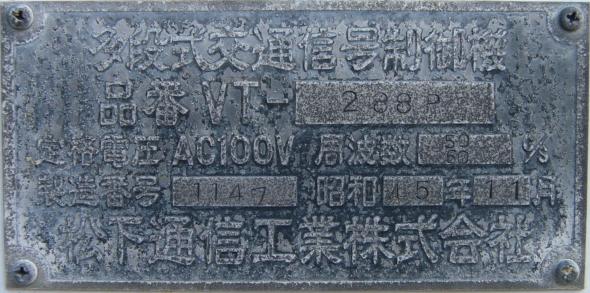 多段式交通信号制御機
品番 VT-288P
定格電圧 AC100V 周波数 50/60 ㎐
製造番号 1147 昭和45年11月
松下通信工業株式会社